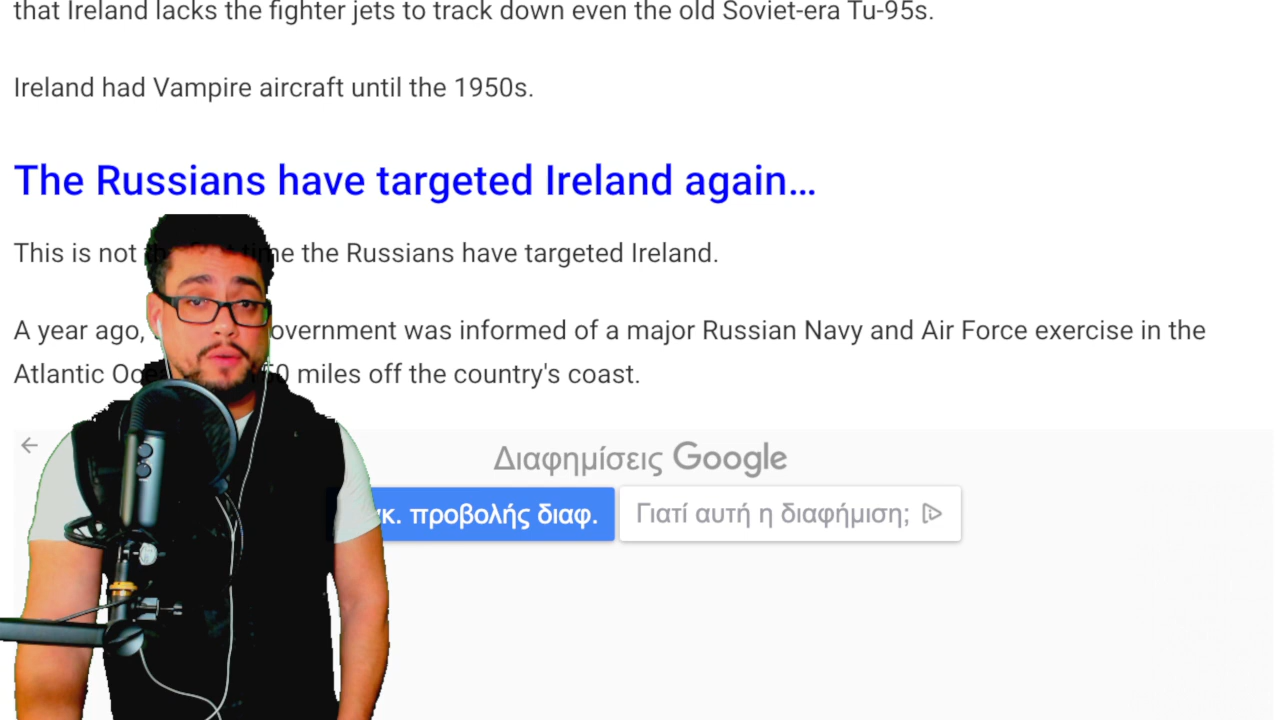 that Ireland lacks the fighter jets to track down even the old Soviet-era Tu-95s.
Ireland had Vampire aircraft until the 1950s.
The Russians have targeted Ireland again...
This is not time the Russians have targeted Ireland.
A year ago, overnment was informed of a major Russian Navy and Air Force exercise in the
Atlantic miles off the country's coast.
Διαφημίσεις Google
προβολής διαφ.
Γιατί αυτή η διαφήμιση;